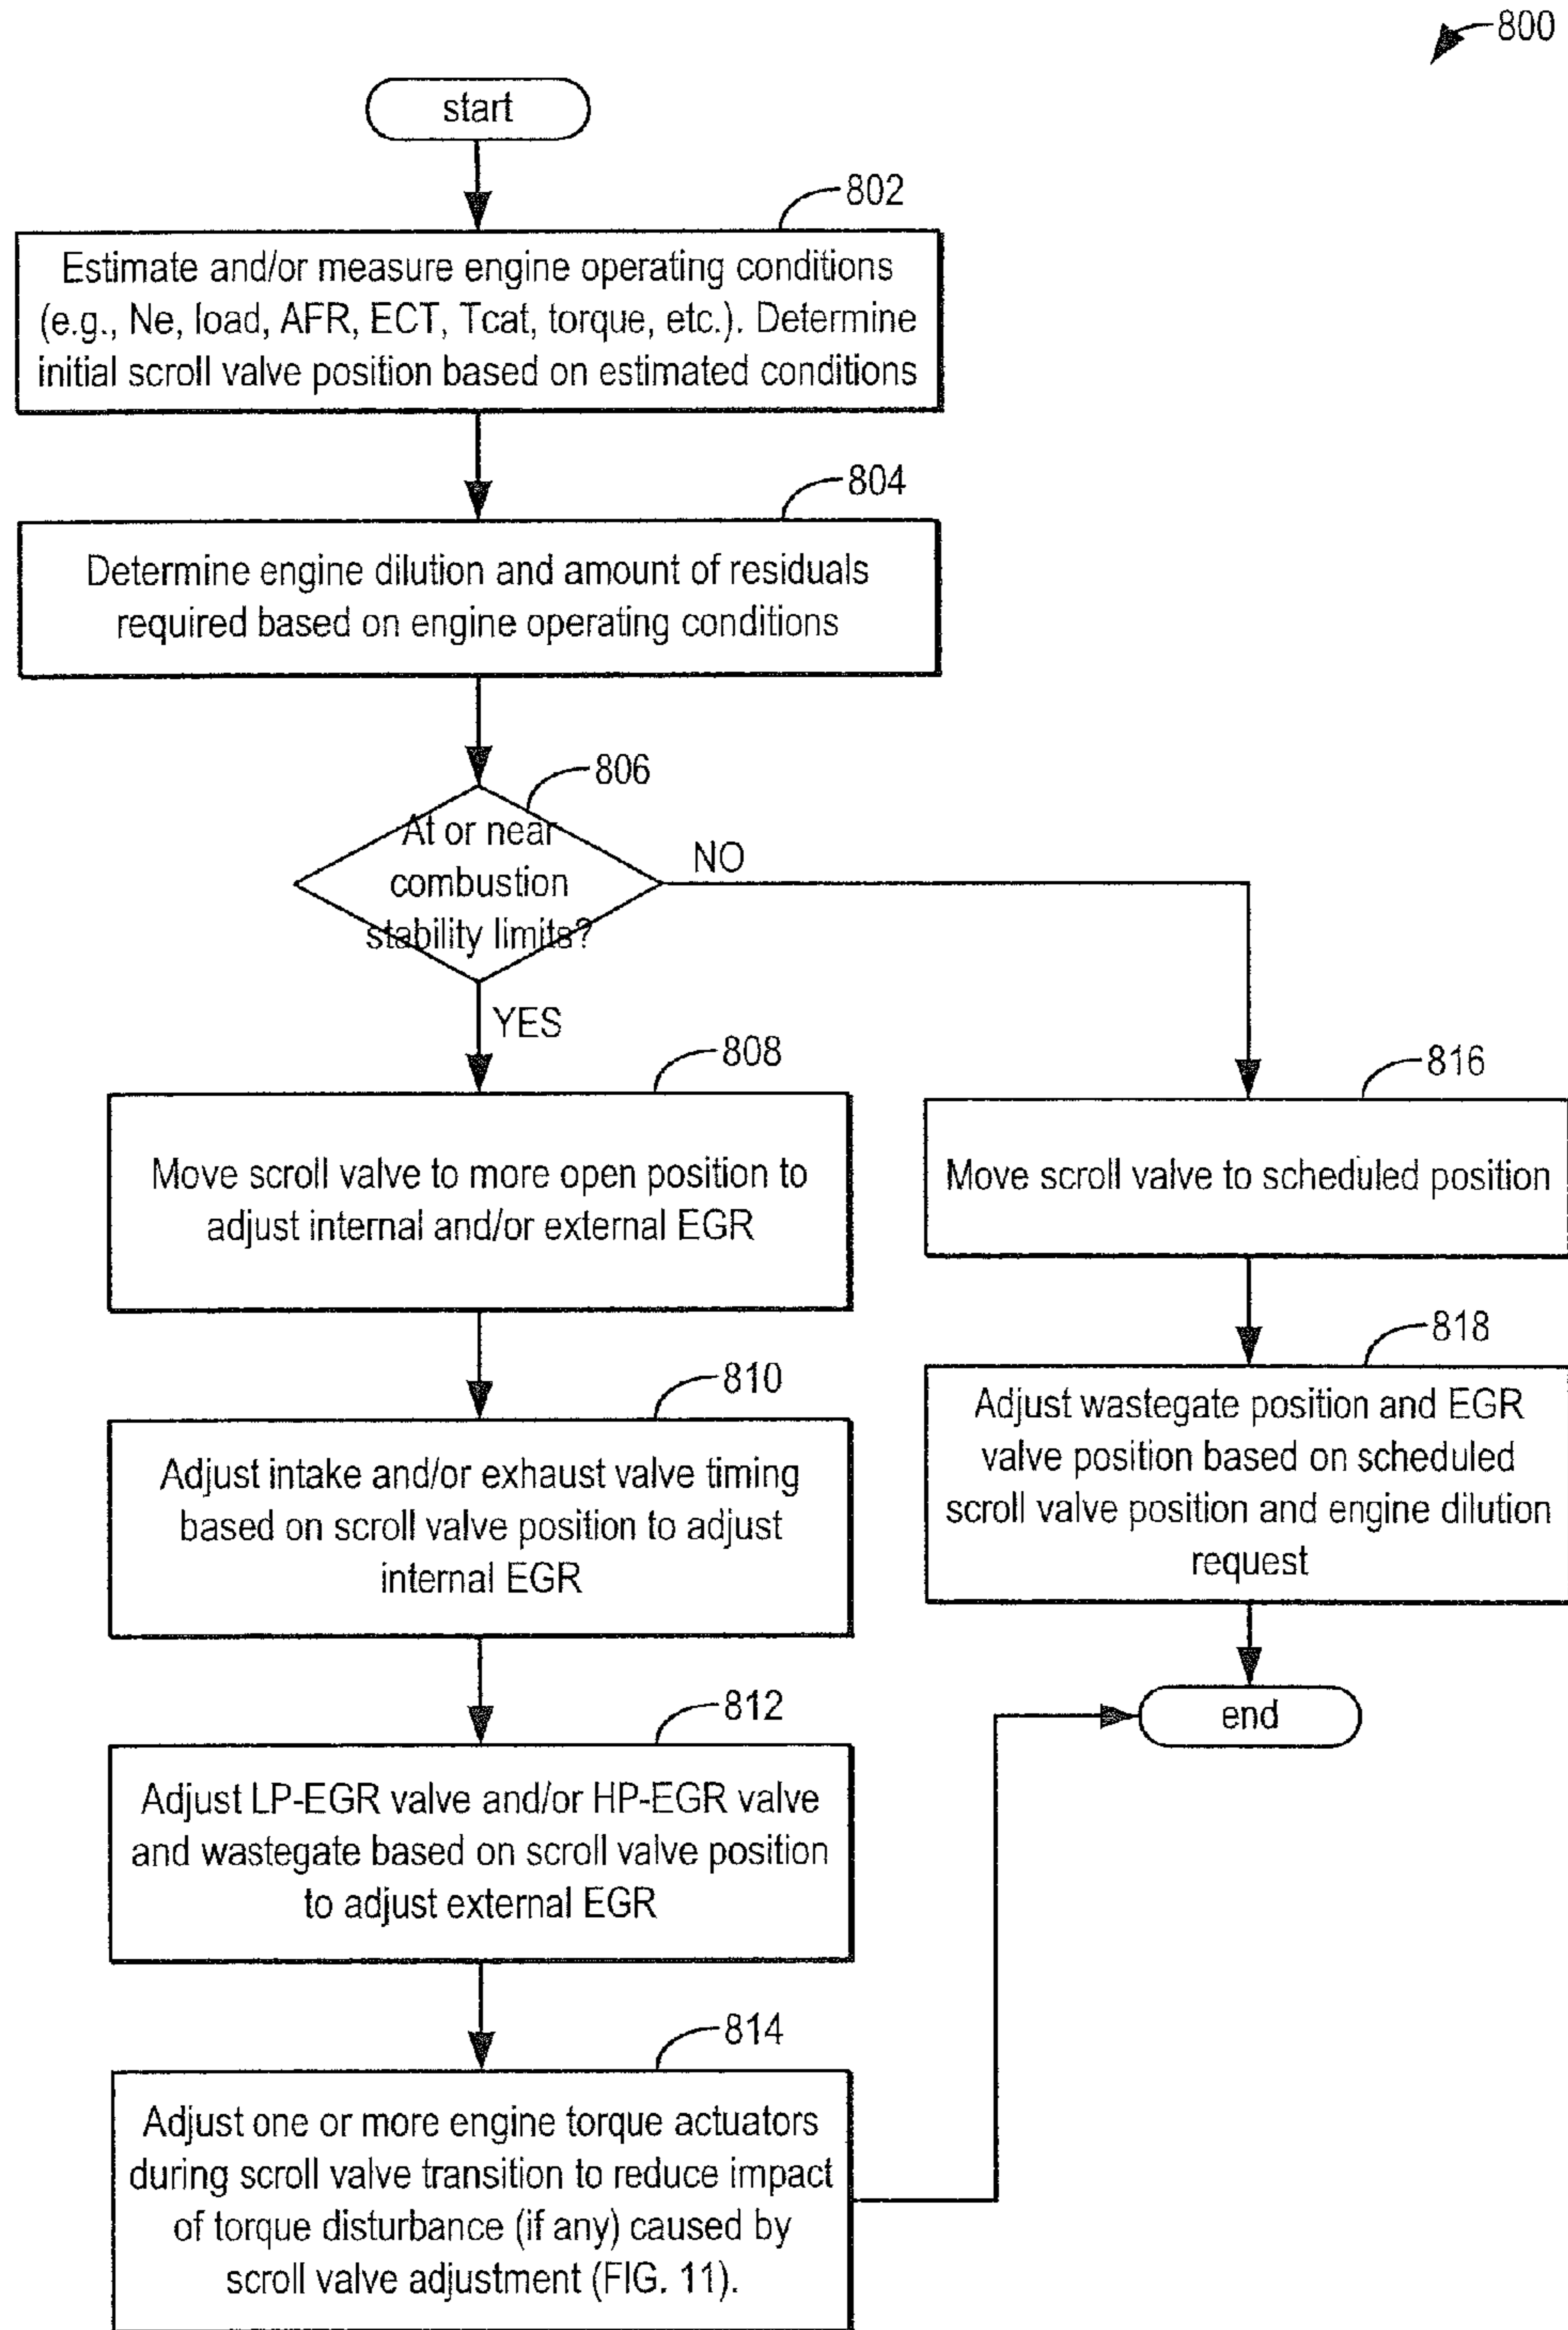 800
start
802
Estimate and/or measure engine operating conditions
(e.g., Ne, load, AFR, ECT, Tcat, torque, etc.). Determine
initial scroll valve position based on estimated conditions
804
Determine engine dilution and amount of residuals
required based on engine operating conditions
806
At or near
combustion
stability limits?
NO
YES
808
Move scroll valve to more open position to
adjust internal and/or external EGR
816
Move scroll valve to scheduled position
810
Adjust intake and/or exhaust valve timing
based on scroll valve position to adjust
internal EGR
818
Adjust wastegate position and EGR
valve position based on scheduled
scroll valve position and engine dilution
request
812
Adjust LP-EGR valve and/or HP-EGR valve
and wastegate based on scroll valve position
to adjust external EGR
end
814
Adjust one or more engine torque actuators
during scroll valve transition to reduce impact
of torque disturbance (if any) caused by
scroll valve adjustment (FIG. 11).